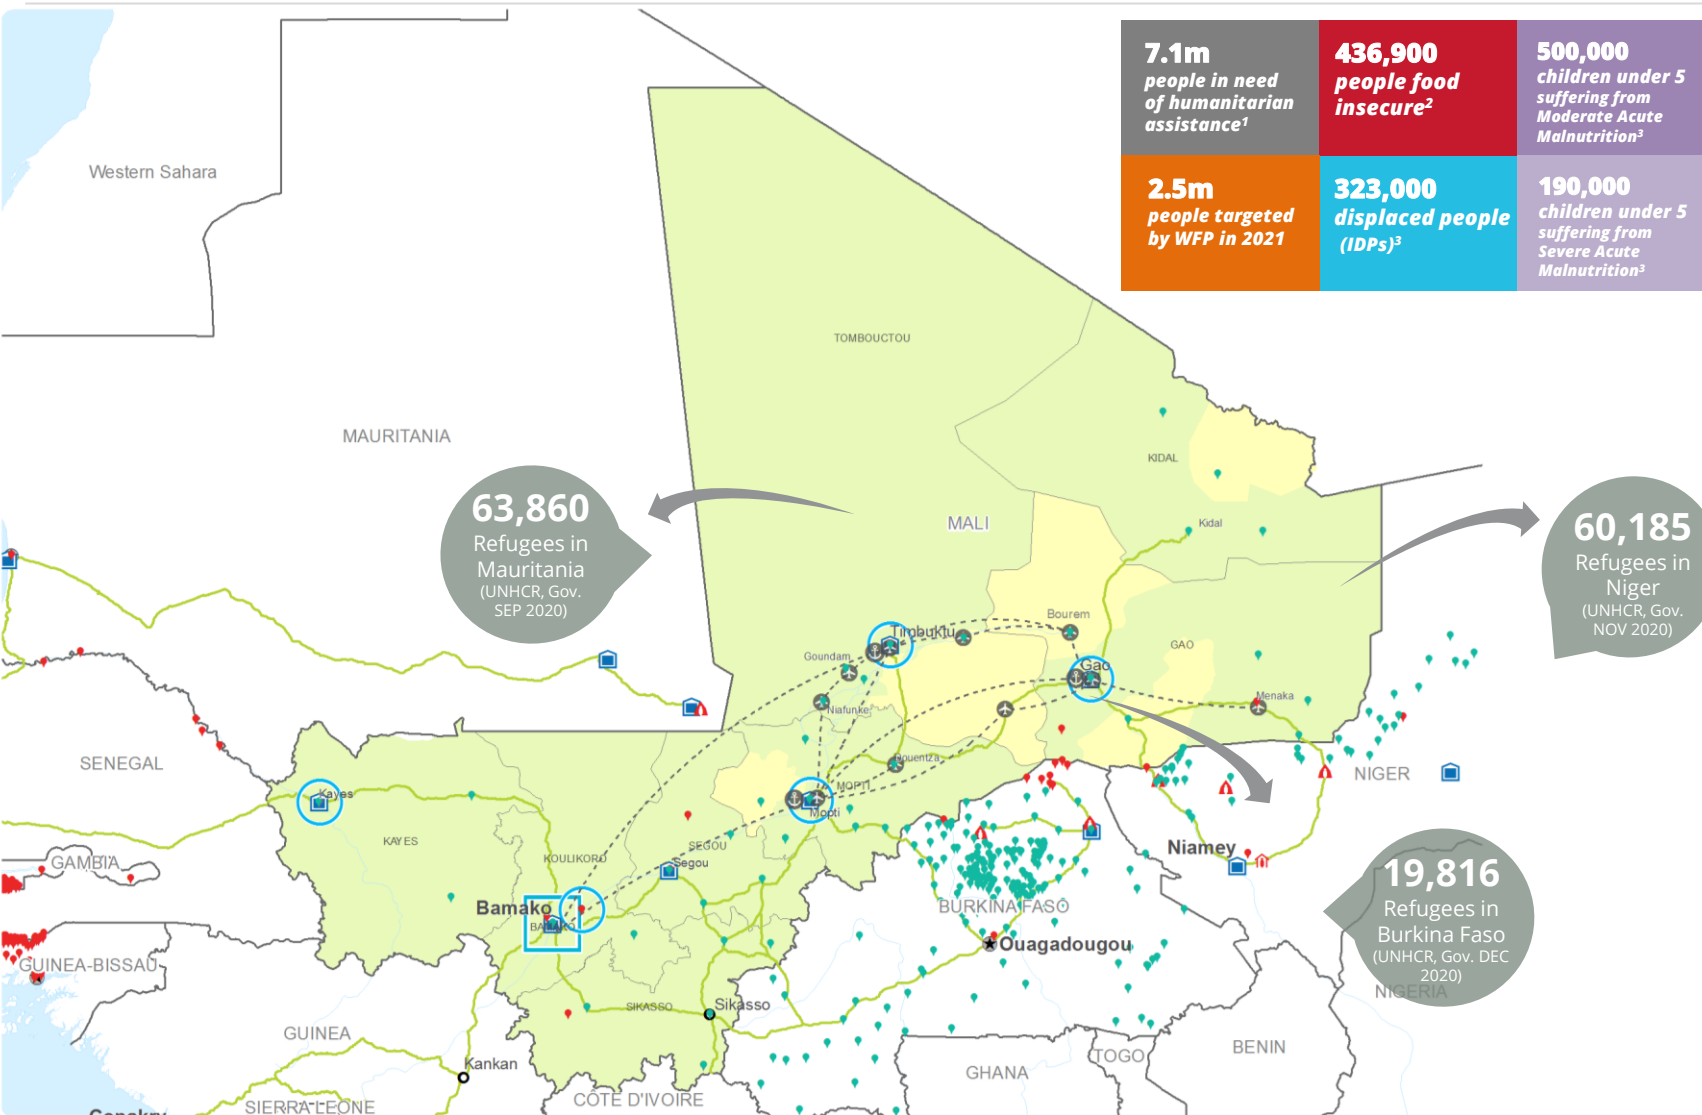 7.1m
people in need
of humanitarian
assistance¹
436,900
people food
insecure²
500,000
children under 5
suffering from
Moderate Acute
Malnutrition³
2.5m
people targeted
by WFP in 2021
323,000
displaced people
(IDPs)³
190,000
children under 5
suffering from
Severe Acute
Malnutrition³
Western Sahara
TOMBOUCTOU
MAURITANIA
KIDAL
63,860
Refugees in
Mauritania
(UNHCR, Gov.
SEP 2020)
MALI
Kidal
60,185
Refugees in
Niger
(UNHCR, Gov.
NOV 2020)
Bourem
Timbuktu
GAO
Goundam
Gao
Menaka
Niafunke
SENEGAL
Douentza
NIGER
MOPTI
Kayes
Mopti
KAYES
SEGOU
KOULIKORO
Segou
Niamey
GAMBIA
19,816
Refugees in
Burkina Faso
(UNHCR, Gov. DEC
2020)
Bamako
BAMAKO
BURKINA FASO
Ouagadougou
GUINEA-BISSAU
NIGERIA
SIKASSO
Sikasso
GUINEA
BENIN
TOGO
Kankan
GHANA
CÔTE D'IVOIRE
SIERRA LEONE
Conakry